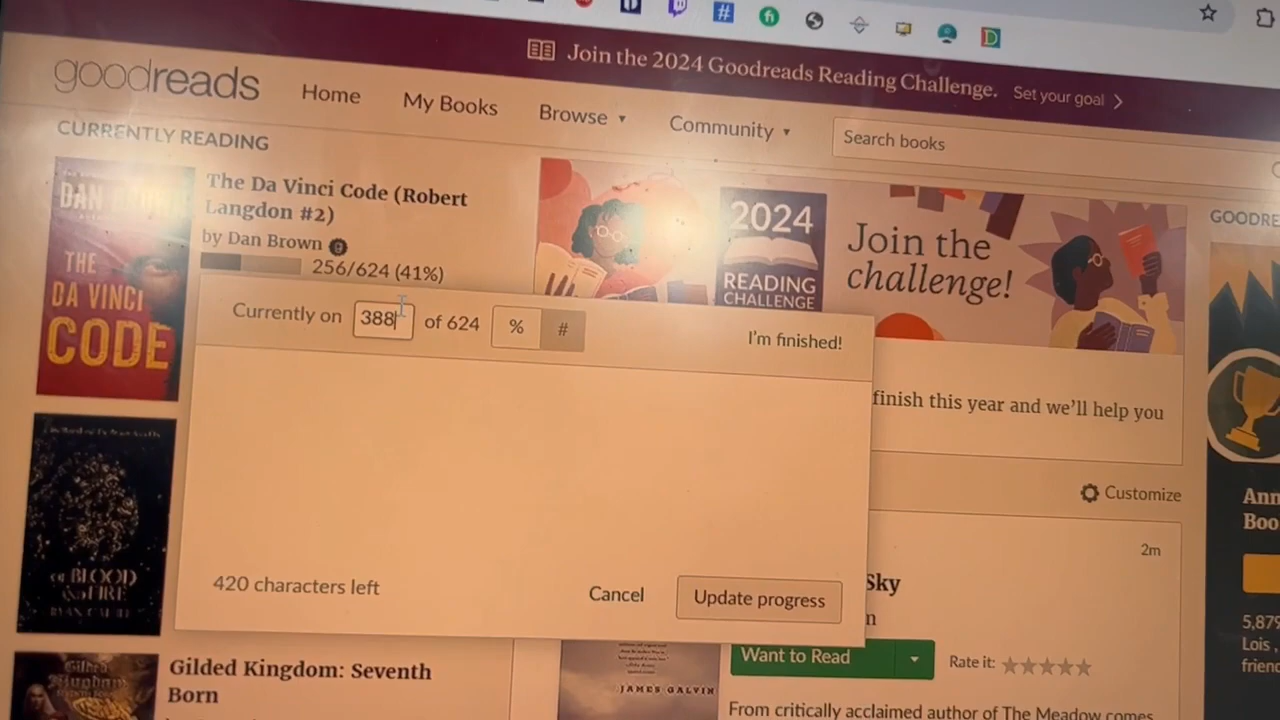 Join the 2024 Goodreads Reading Challenge. Set your goal
goodreads
Home
My Books
Browse
Community
Search books
CURRENTLY READING
DAN
THE
DA VINCI
CODE
The Da Vinci Code (Robert
Langdon #2)
by Dan Brown
256/624 (41%)
2024
READING
CHALLENGE
Join the
challenge!
GOODRE
Currently on 388 of 624 % # I'm finished!
420 characters left
Cancel
Update progress
finish this year and we'll help you
Customize
2m
OF BLOOD
FIRE
Sky
n
Want to Read
Rate it:
JAMES GALVIN
From critically acclaimed author of The Meadow comes
Gilded
Kingdom
Gilded Kingdom: Seventh
Born
Ann
Boo
5,879
Lois ,
friend